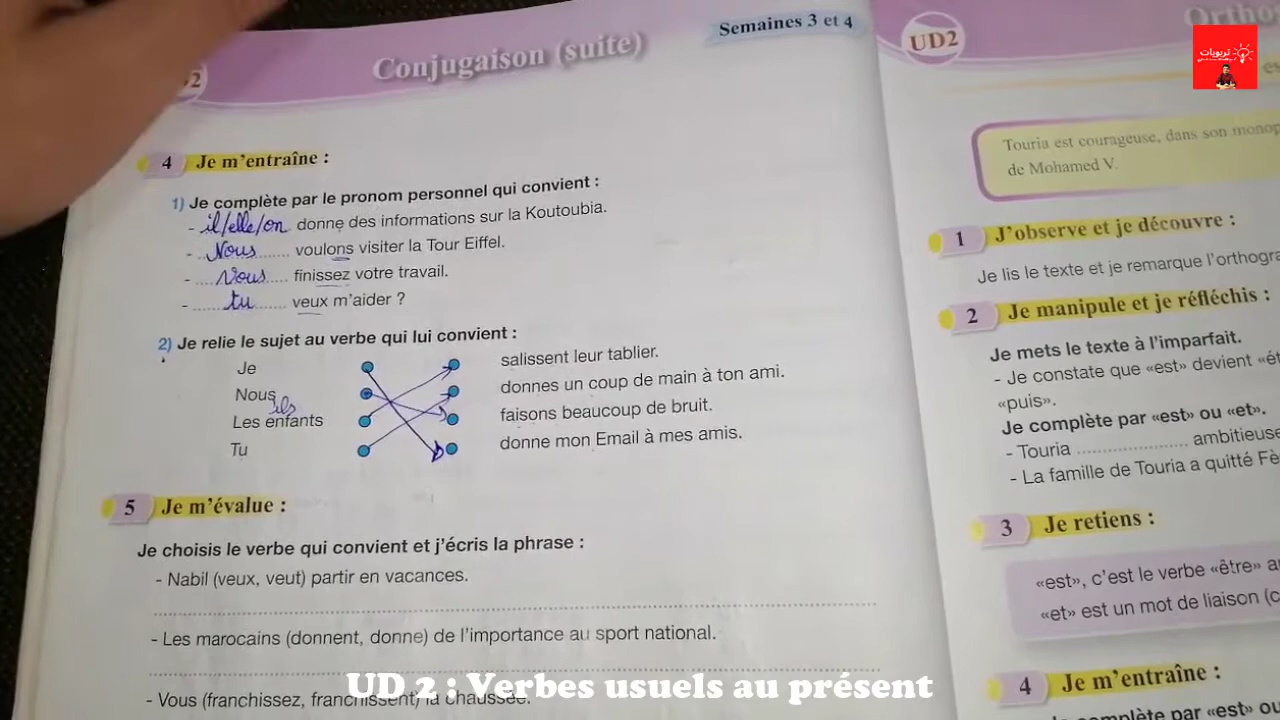 2
Conjugaison (suite)
Semaines 3 et 4
4 Je m'entraîne :
1) Je complète par le pronom personnel qui convient :
- il/elle/on donne des informations sur la Koutoubia.
- ..Nous....... voulons visiter la Tour Eiffel.
- ....Vous.... finissez votre travail.
- ......tu...... veux m'aider ?
2) Je relie le sujet au verbe qui lui convient :
Je
Nous
ils
Les enfants
Tu
salissent leur tablier.
donnes un coup de main à ton ami.
faisons beaucoup de bruit.
donne mon Email à mes amis.
5 Je m'évalue :
Je choisis le verbe qui convient et j'écris la phrase :
- Nabil (veux, veut) partir en vacances.
- Les marocains (donnent, donne) de l'importance au sport national.
- Vous (franchissez, franchissent) la chaussée.
UD2
تربويات
Touria est courageuse, dans son
de Mohamed V.
1 J'observe et je découvre :
Je lis le texte et je remarque
2 Je manipule et je réfléchis :
Je mets le texte à l'imparfait.
- Je constate que «est» devient
«puis».
Je complète par «est» ou «et».
- Touria ...................... ambitieuse
- La famille de Touria a quitté
3 Je retiens :
«est», c'est le verbe «être»
«et» est un mot de liaison
4 Je m'entraîne :
complète par «est»
UD 2 : Verbes usuels au présent